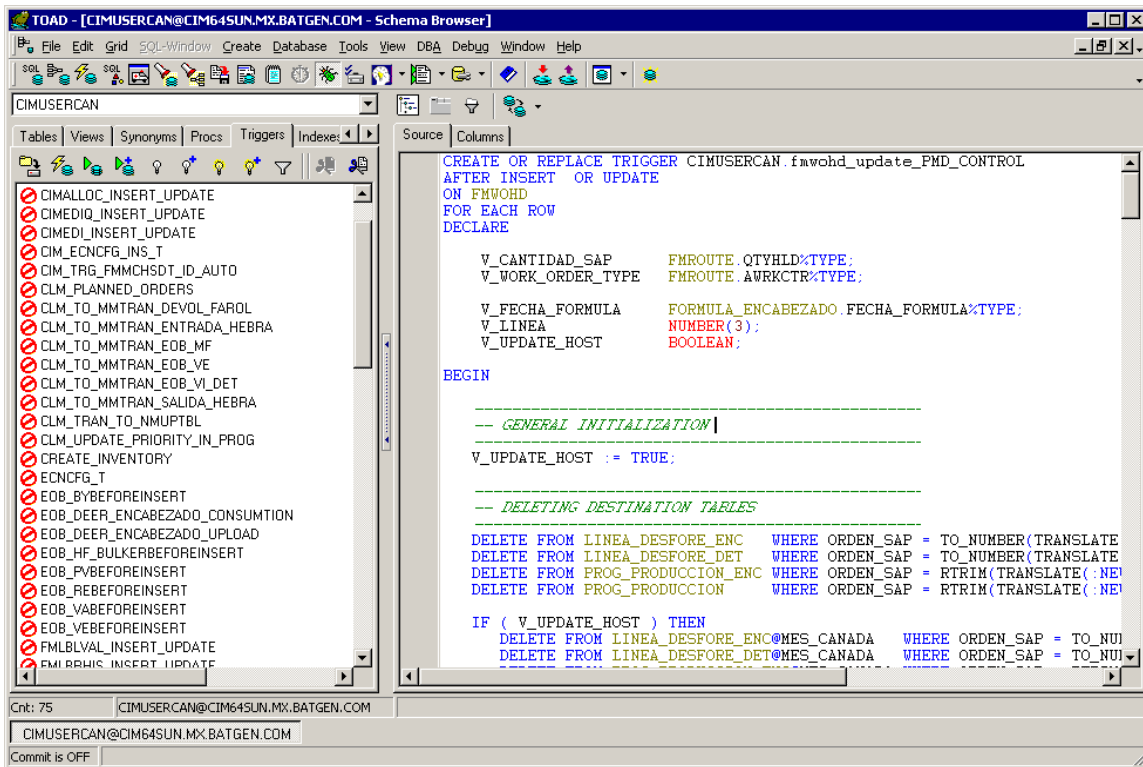 TOAD - [CIMUSERCAN@CIM64SUN.MX.BATGEN.COM - Schema Browser]
File Edit Grid SQL-Window Create Database Tools View DBA Debug Window Help
SQL SQL
CIMUSERCAN
Tables Views Synonyms Procs Triggers Indexes
Source Columns
CIMALLOC_INSERT_UPDATE
CIMEDIQ_INSERT_UPDATE
CIMEDI_INSERT_UPDATE
CIM_ECNCFG_INS_T
CIM_TRG_FMMCHSDT_ID_AUTO
CLM_PLANNED_ORDERS
CLM_TO_MMTRAN_DEVOL_FAROL
CLM_TO_MMTRAN_ENTRADA_HEBRA
CLM_TO_MMTRAN_EOB_MF
CLM_TO_MMTRAN_EOB_VE
CLM_TO_MMTRAN_EOB_VI_DET
CLM_TO_MMTRAN_SALIDA_HEBRA
CLM_TRAN_TO_NMUPTBL
CLM_UPDATE_PRIORITY_IN_PROG
CREATE_INVENTORY
ECNCFG_T
EOB_BYBEFOREINSERT
EOB_DEER_ENCABEZADO_CONSUMTION
EOB_DEER_ENCABEZADO_UPLOAD
EOB_HF_BULKERBEFOREINSERT
EOB_PVBEFOREINSERT
EOB_REBEFOREINSERT
EOB_VABEFOREINSERT
EOB_VEBEFOREINSERT
FMLBLVAL_INSERT_UPDATE
FMLBRHIS_INSERT_UPDATE
CREATE OR REPLACE TRIGGER CIMUSERCAN.fmwohd_update_PMD_CONTROL
AFTER INSERT OR UPDATE
ON FMWOHD
FOR EACH ROW
DECLARE
V_CANTIDAD_SAP FMROUTE.QTYHLD%TYPE;
V_WORK_ORDER_TYPE FMROUTE.AWRKCTR%TYPE;
V_FECHA_FORMULA FORMULA_ENCABEZADO.FECHA_FORMULA%TYPE;
V_LINEA NUMBER(3);
V_UPDATE_HOST BOOLEAN;
BEGIN
------------------------------------------------
-- GENERAL INITIALIZATION
------------------------------------------------
V_UPDATE_HOST := TRUE;
------------------------------------------------
-- DELETING DESTINATION TABLES
------------------------------------------------
DELETE FROM LINEA_DESFORE_ENC WHERE ORDEN_SAP = TO_NUMBER(TRANSLATE
DELETE FROM LINEA_DESFORE_DET WHERE ORDEN_SAP = TO_NUMBER(TRANSLATE
DELETE FROM PROG_PRODUCCION_ENC WHERE ORDEN_SAP = RTRIM(TRANSLATE(:NEW
DELETE FROM PROG_PRODUCCION WHERE ORDEN_SAP = RTRIM(TRANSLATE(:NEW
IF ( V_UPDATE_HOST ) THEN
DELETE FROM LINEA_DESFORE_ENC@MES_CANADA WHERE ORDEN_SAP = TO_NUM
DELETE FROM LINEA_DESFORE_DET@MES_CANADA WHERE ORDEN_SAP = TO_NUM
Cnt: 75 CIMUSERCAN@CIM64SUN.MX.BATGEN.COM
CIMUSERCAN@CIM64SUN.MX.BATGEN.COM
Commit is OFF